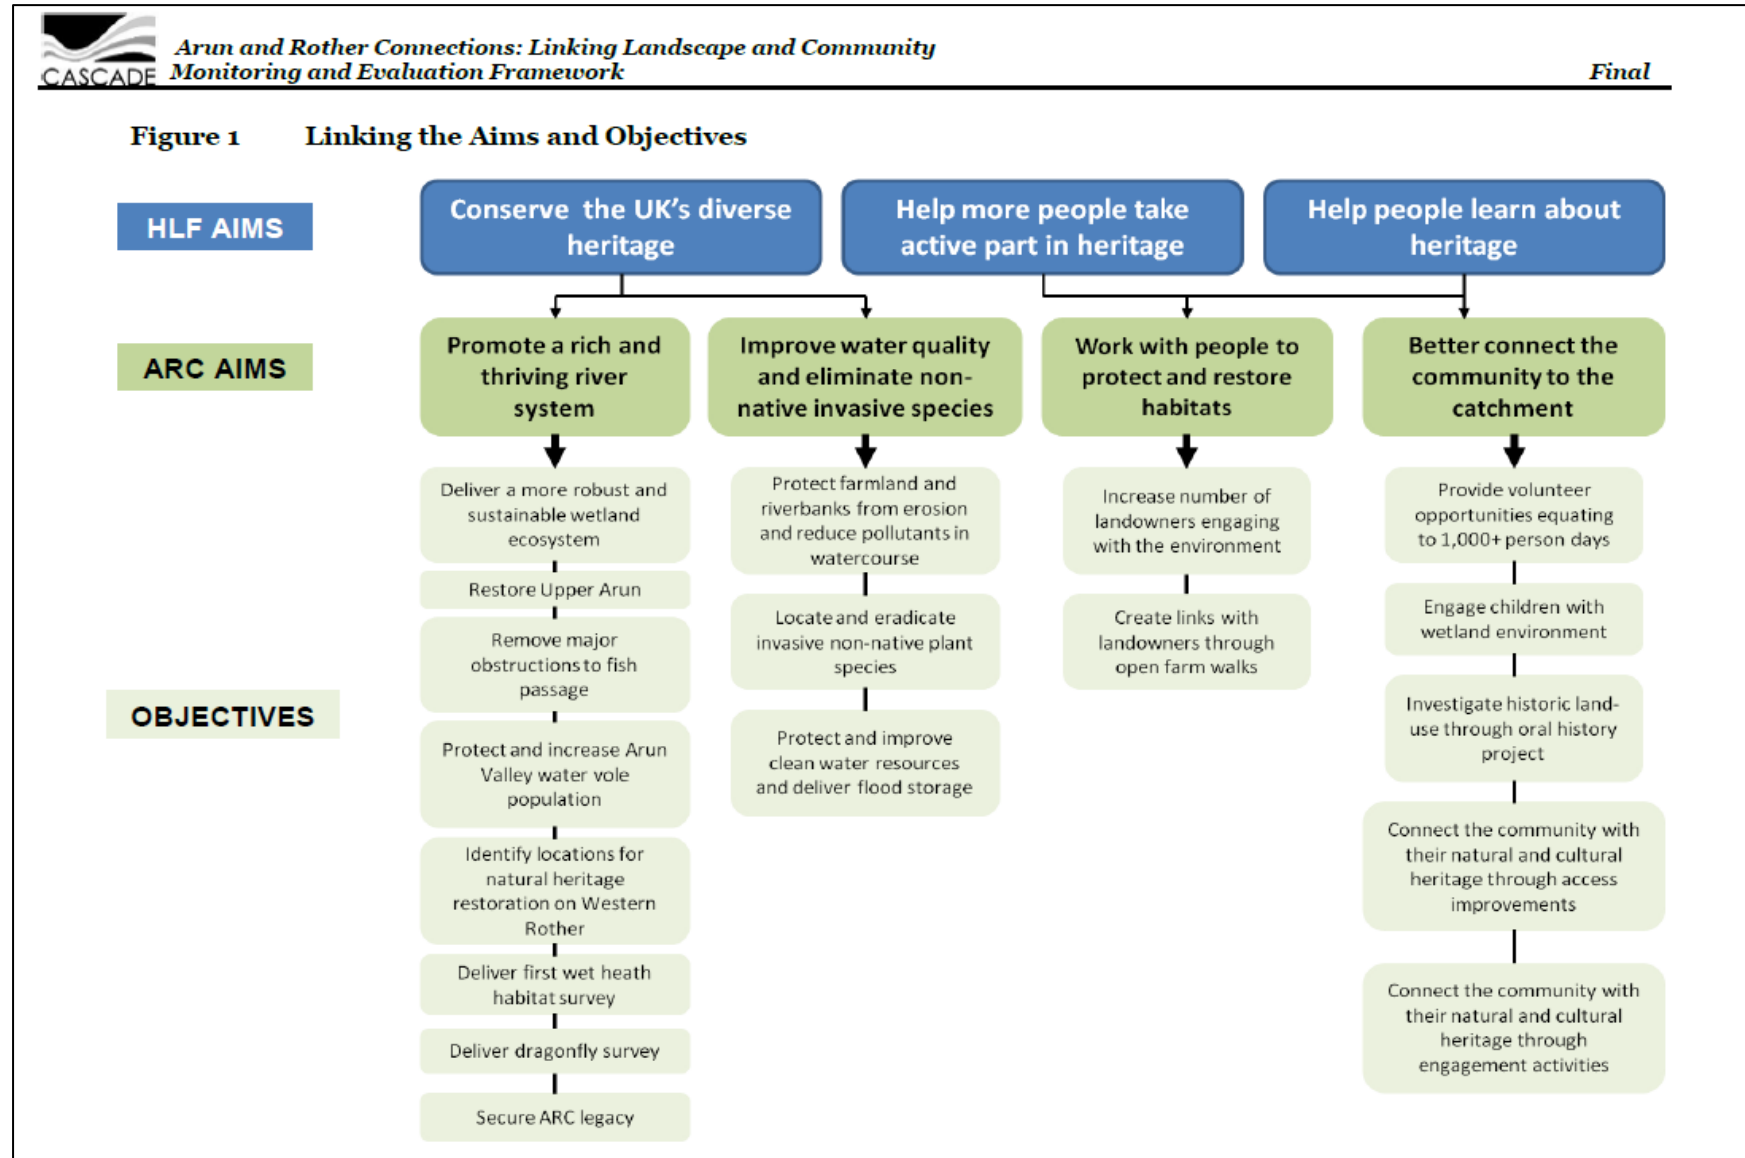 CASCADE
Arun and Rother Connections: Linking Landscape and Community
Monitoring and Evaluation Framework
Final
Figure 1 Linking the Aims and Objectives
HLF AIMS
Conserve the UK's diverse
heritage
Help more people take
active part in heritage
Help people learn about
heritage
ARC AIMS
Promote a rich and
thriving river
system
Improve water quality
and eliminate non-
native invasive species
Work with people to
protect and restore
habitats
Better connect the
community to the
catchment
OBJECTIVES
Deliver a more robust and
sustainable wetland
ecosystem
Restore Upper Arun
Remove major
obstructions to fish
passage
Protect and increase Arun
Valley water vole
population
Identify locations for
natural heritage
restoration on Western
Rother
Deliver first wet heath
habitat survey
Deliver dragonfly survey
Secure ARC legacy
Protect farmland and
riverbanks from erosion
and reduce pollutants in
watercourse
Locate and eradicate
invasive non-native plant
species
Protect and improve
clean water resources
and deliver flood storage
Increase number of
landowners engaging
with the environment
Create links with
landowners through
open farm walks
Provide volunteer
opportunities equating
to 1,000+ person days
Engage children with
wetland environment
Investigate historic land-
use through oral history
project
Connect the community with
their natural and cultural
heritage through access
improvements
Connect the community with
their natural and cultural
heritage through
engagement activities